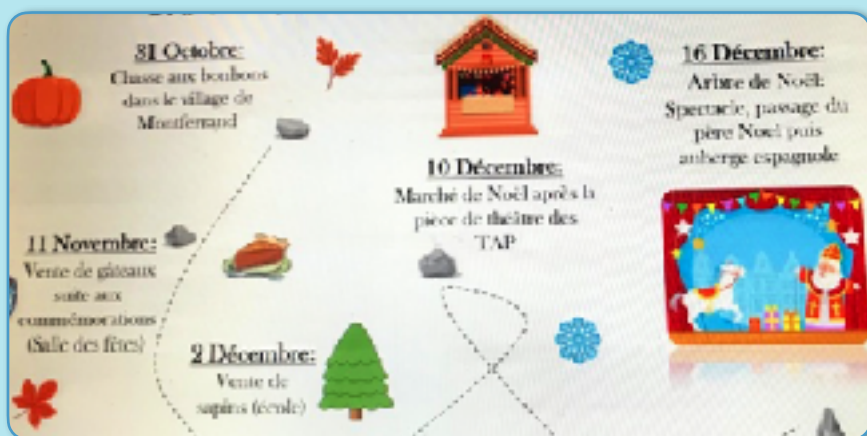 31 Octobre:
Chasse aux bonbons
dans le village de
Montferrand
11 Novembre:
Vente de gâteaux
suite aux
commémorations
(Salle des fêtes)
2 Décembre:
Vente de
sapins (école)
10 Décembre:
Marché de Noël après la
pièce de théâtre des
TAP
16 Décembre:
Arbre de Noël:
Spectacle, passage du
père Noël puis
auberge espagnole